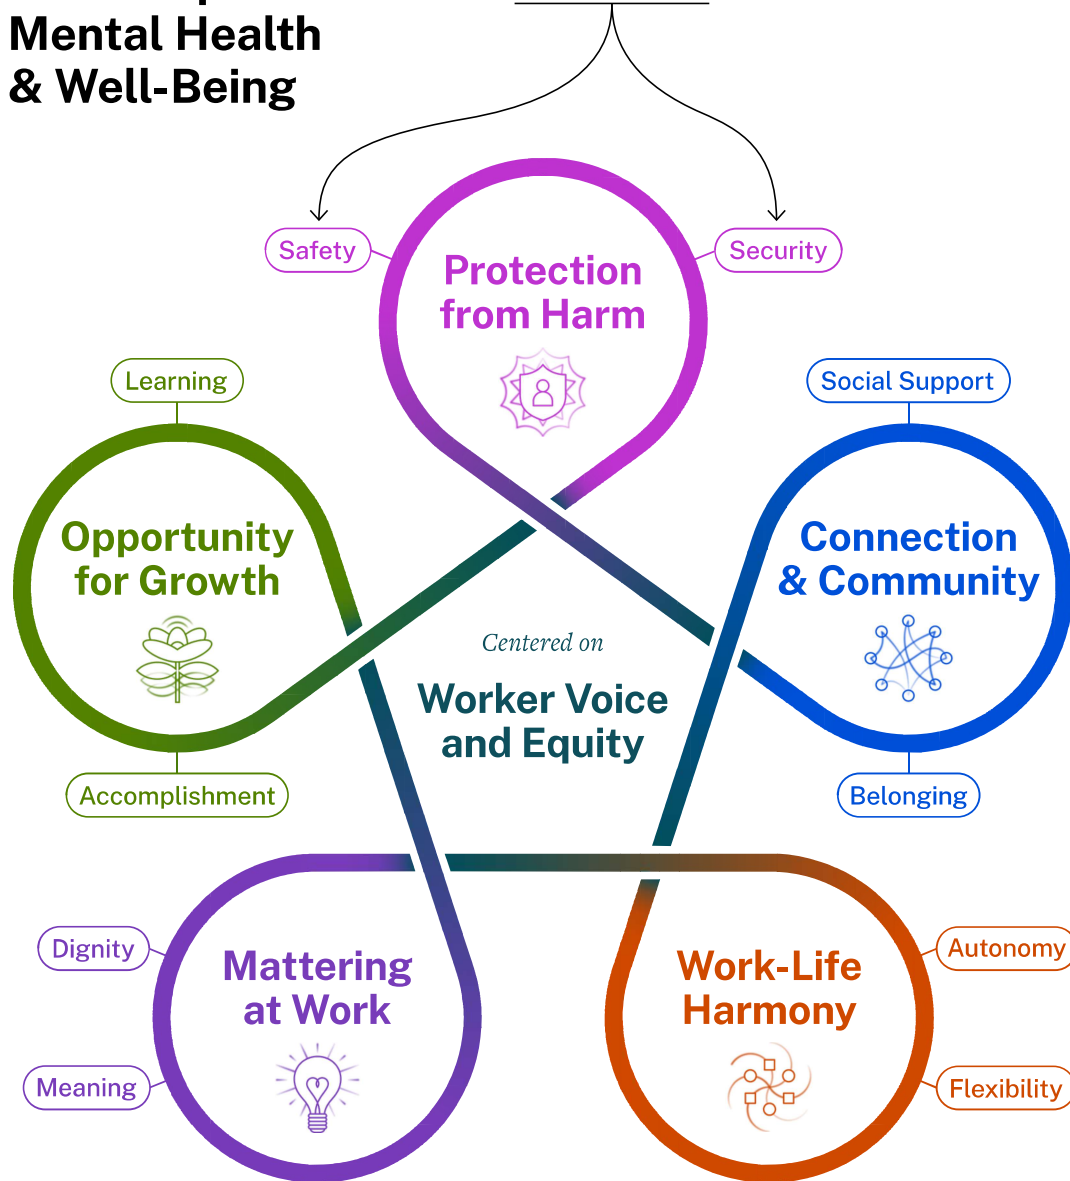 Mental Health
& Well-Being
Safety
Security
Protection
from Harm
Learning
Social Support
Opportunity
for Growth
Connection
& Community
Centered on
Worker Voice
and Equity
Accomplishment
Belonging
Dignity
Autonomy
Mattering
at Work
Work-Life
Harmony
Meaning
Flexibility